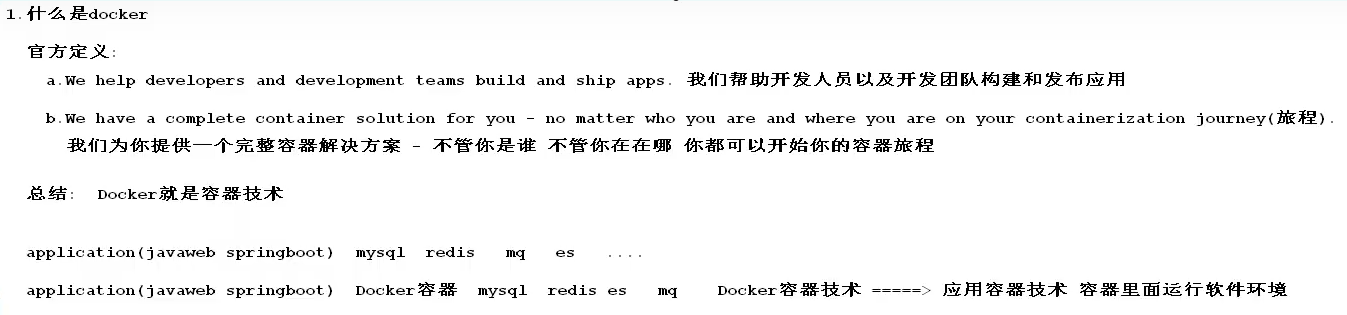 1.什么是docker
官方定义:
a.We help developers and development teams build and ship apps. 我们帮助开发人员以及开发团队构建和发布应用
b.We have a complete container solution for you - no matter who you are and where you are on your containerization journey(旅程).
我们为你提供一个完整容器解决方案 - 不管你是谁 不管你在在哪 你都可以开始你的容器旅程
总结: Docker就是容器技术
application(javaweb springboot) mysql redis mq es ....
application(javaweb springboot) Docker容器 mysql redis es mq Docker容器技术 =====> 应用容器技术 容器里面运行软件环境